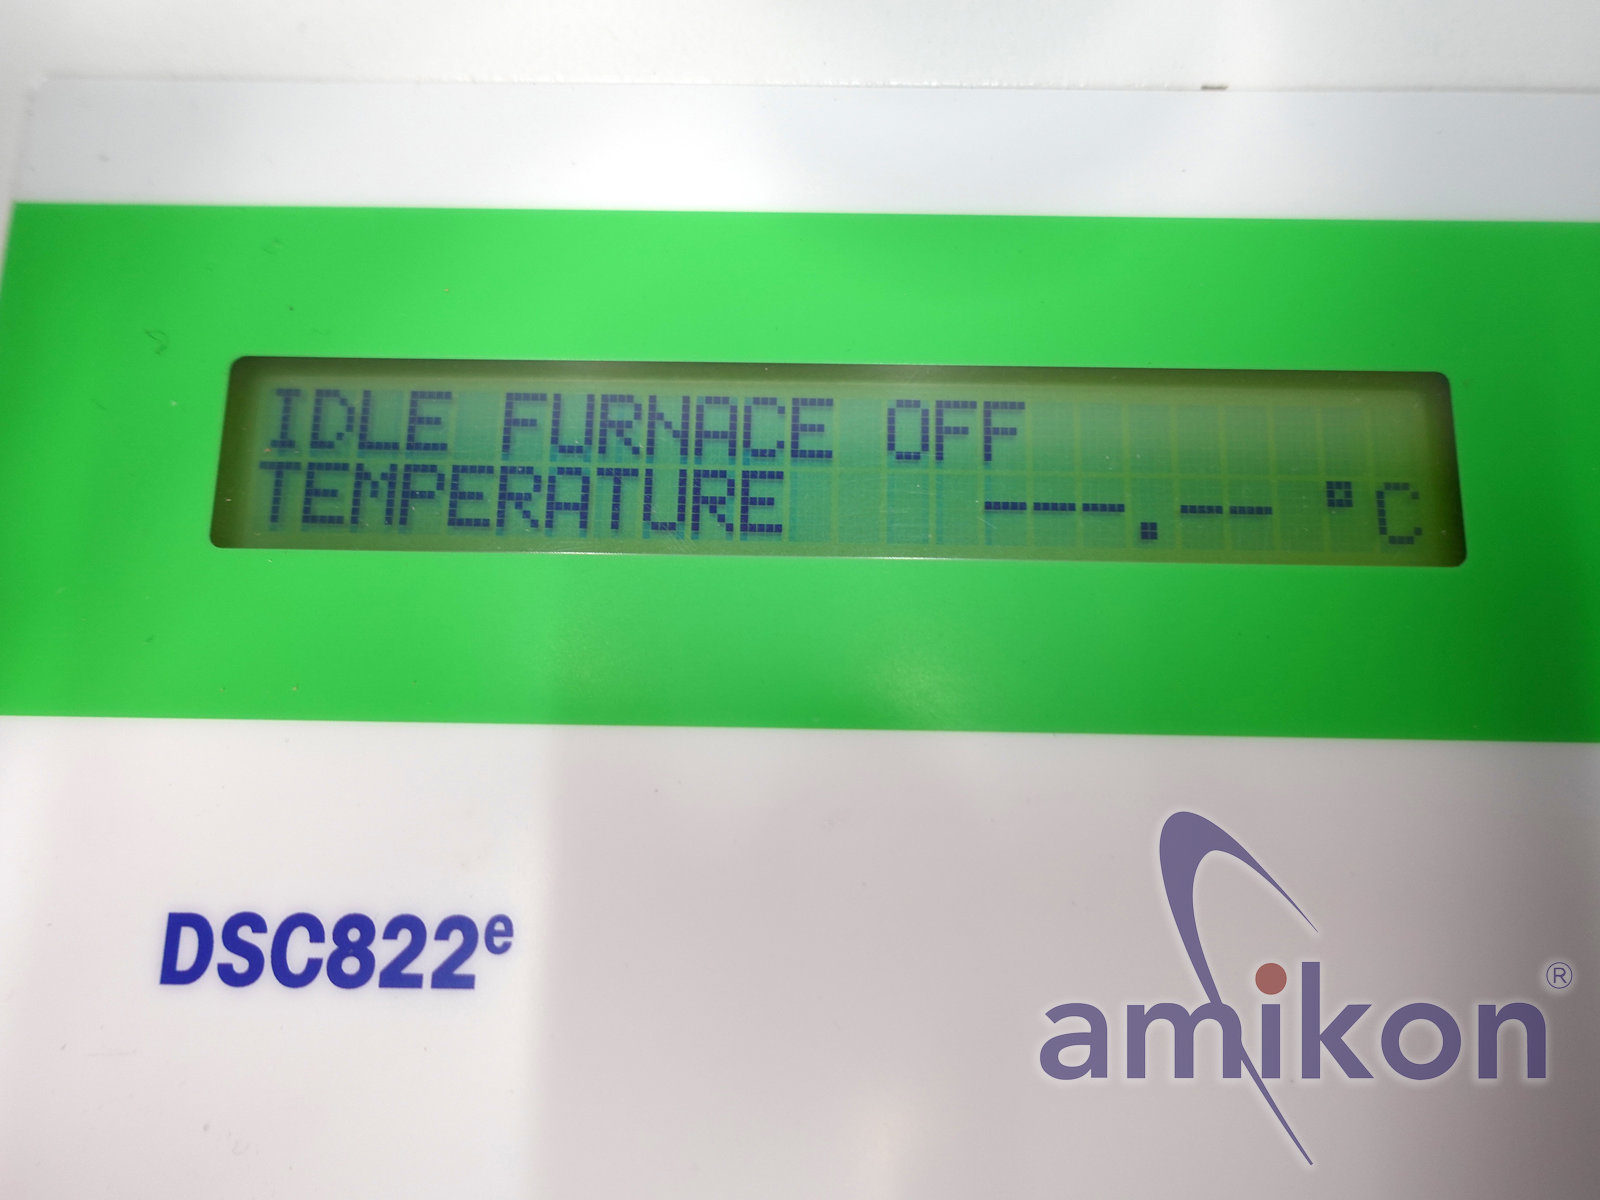 IDLE FURNACE OFF
TEMPERATURE ---.-- °C
DSC822ᵉ
amikon®